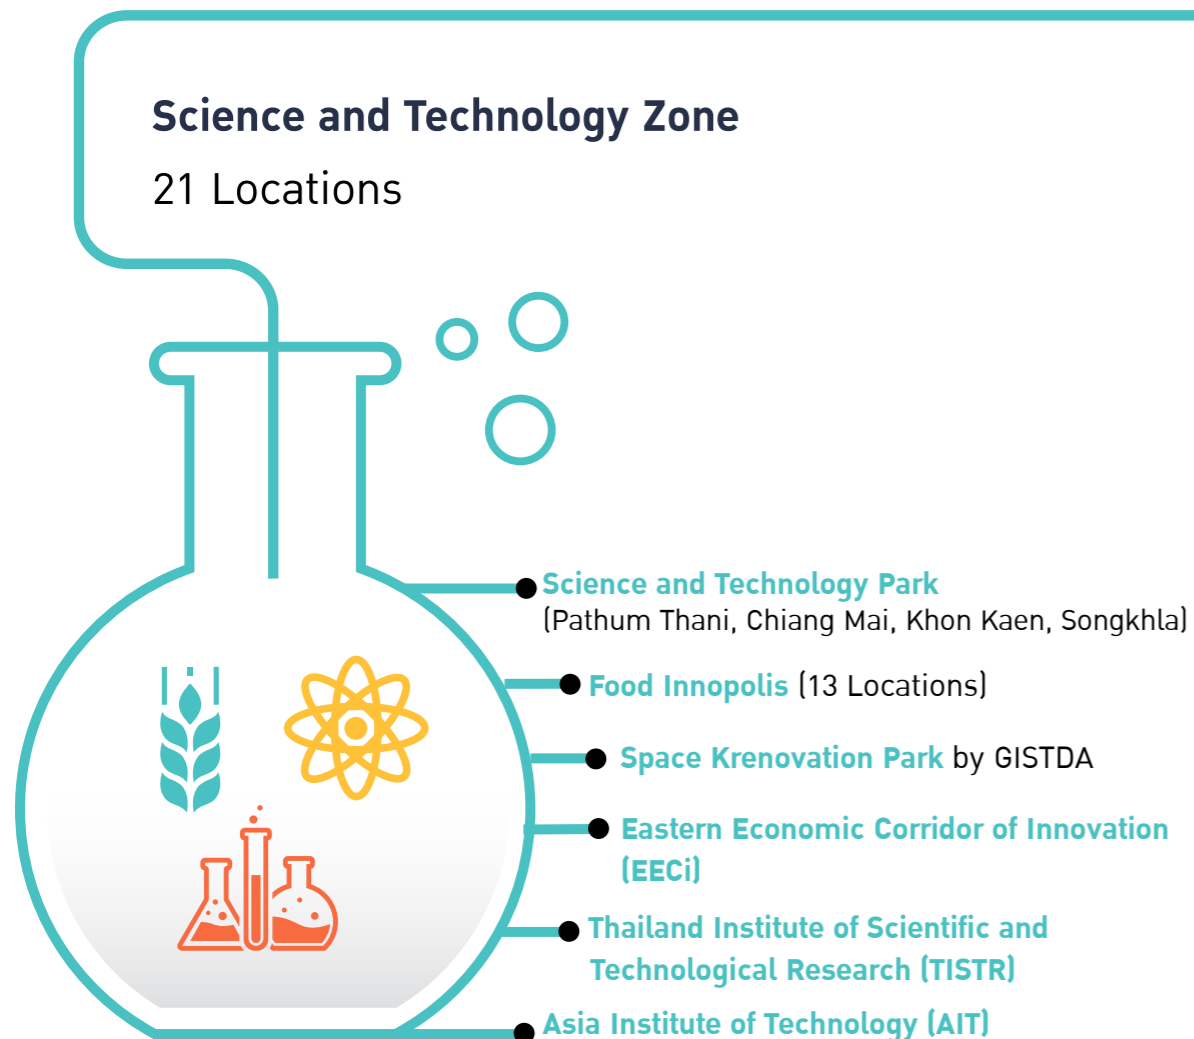 Science and Technology Zone
21 Locations
Science and Technology Park
(Pathum Thani, Chiang Mai, Khon Kaen, Songkhla)
Food Innopolis (13 Locations)
Space Krenovation Park by GISTDA
Eastern Economic Corridor of Innovation
(EECi)
Thailand Institute of Scientific and
Technological Research (TISTR)
Asia Institute of Technology (AIT)